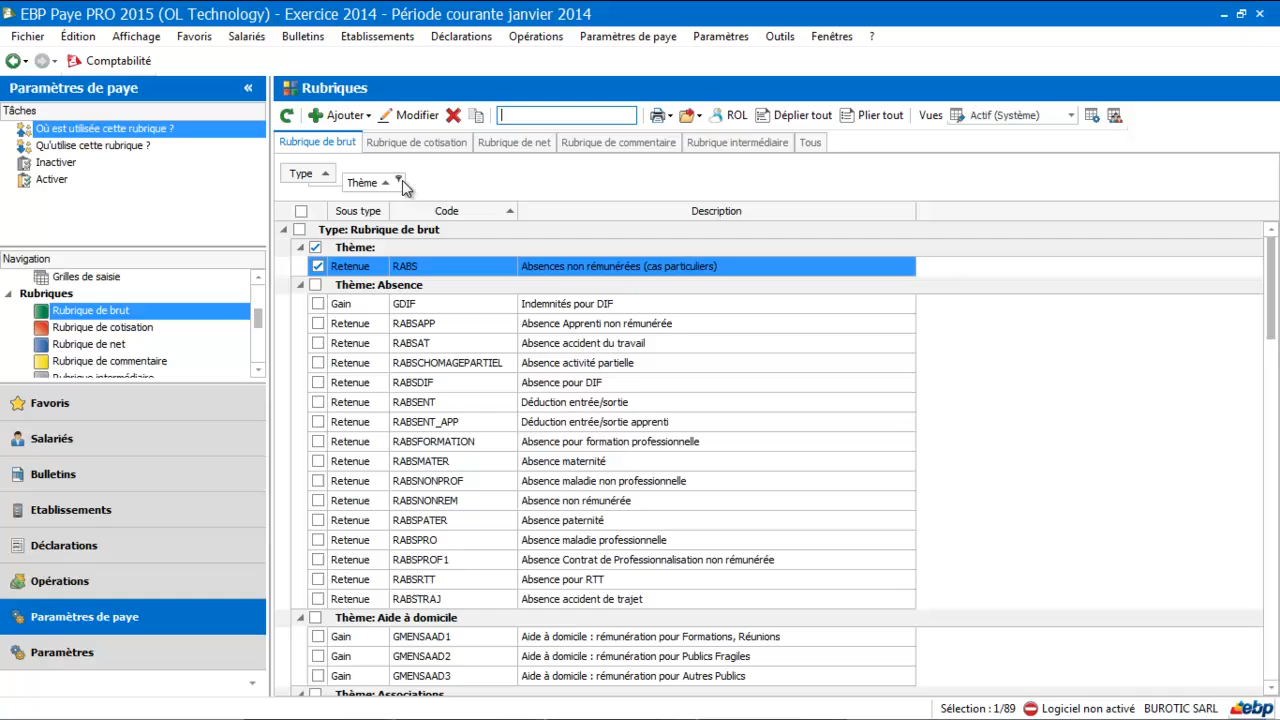 EBP Paye PRO 2015 (OL Technology) - Exercice 2014 - Période courante janvier 2014
Fichier Édition Affichage Favoris Salariés Bulletins Etablissements Déclarations Opérations Paramètres de paye Paramètres Outils Fenêtres ?
Comptabilité
Paramètres de paye «
Tâches
Où est utilisée cette rubrique ?
Qu'utilise cette rubrique ?
Inactiver
Activer
Navigation
Grilles de saisie
Rubriques
Rubrique de brut
Rubrique de cotisation
Rubrique de net
Rubrique de commentaire
Rubrique intermédiaire
Favoris
Salariés
Bulletins
Etablissements
Déclarations
Opérations
Paramètres de paye
Paramètres
Rubriques
Ajouter Modifier ROL Déplier tout Plier tout Vues Actif (Système)
Rubrique de brut Rubrique de cotisation Rubrique de net Rubrique de commentaire Rubrique intermédiaire Tous
Type
Thème
Sous type Code Description
Type: Rubrique de brut
Thème:
Retenue RABS Absences non rémunérées (cas particuliers)
Thème: Absence
Gain GDIF Indemnités pour DIF
Retenue RABSAPP Absence Apprenti non rémunérée
Retenue RABSAT Absence accident du travail
Retenue RABSCHOMAGEPARTIEL Absence activité partielle
Retenue RABSDIF Absence pour DIF
Retenue RABSENT Déduction entrée/sortie
Retenue RABSENT_APP Déduction entrée/sortie apprenti
Retenue RABSFORMATION Absence pour formation professionnelle
Retenue RABSMATER Absence maternité
Retenue RABSNONPROF Absence maladie non professionnelle
Retenue RABSNONREM Absence non rémunérée
Retenue RABSPATER Absence paternité
Retenue RABSPRO Absence maladie professionnelle
Retenue RABSPROF1 Absence Contrat de Professionnalisation non rémunérée
Retenue RABSRTT Absence pour RTT
Retenue RABSTRAJ Absence accident de trajet
Thème: Aide à domicile
Gain GMENSAAD1 Aide à domicile : rémunération pour Formations, Réunions
Gain GMENSAAD2 Aide à domicile : rémunération pour Publics Fragiles
Gain GMENSAAD3 Aide à domicile : rémunération pour Autres Publics
Thème: Associations
Sélection : 1/89 Logiciel non activé BUROTIC SARL ebp